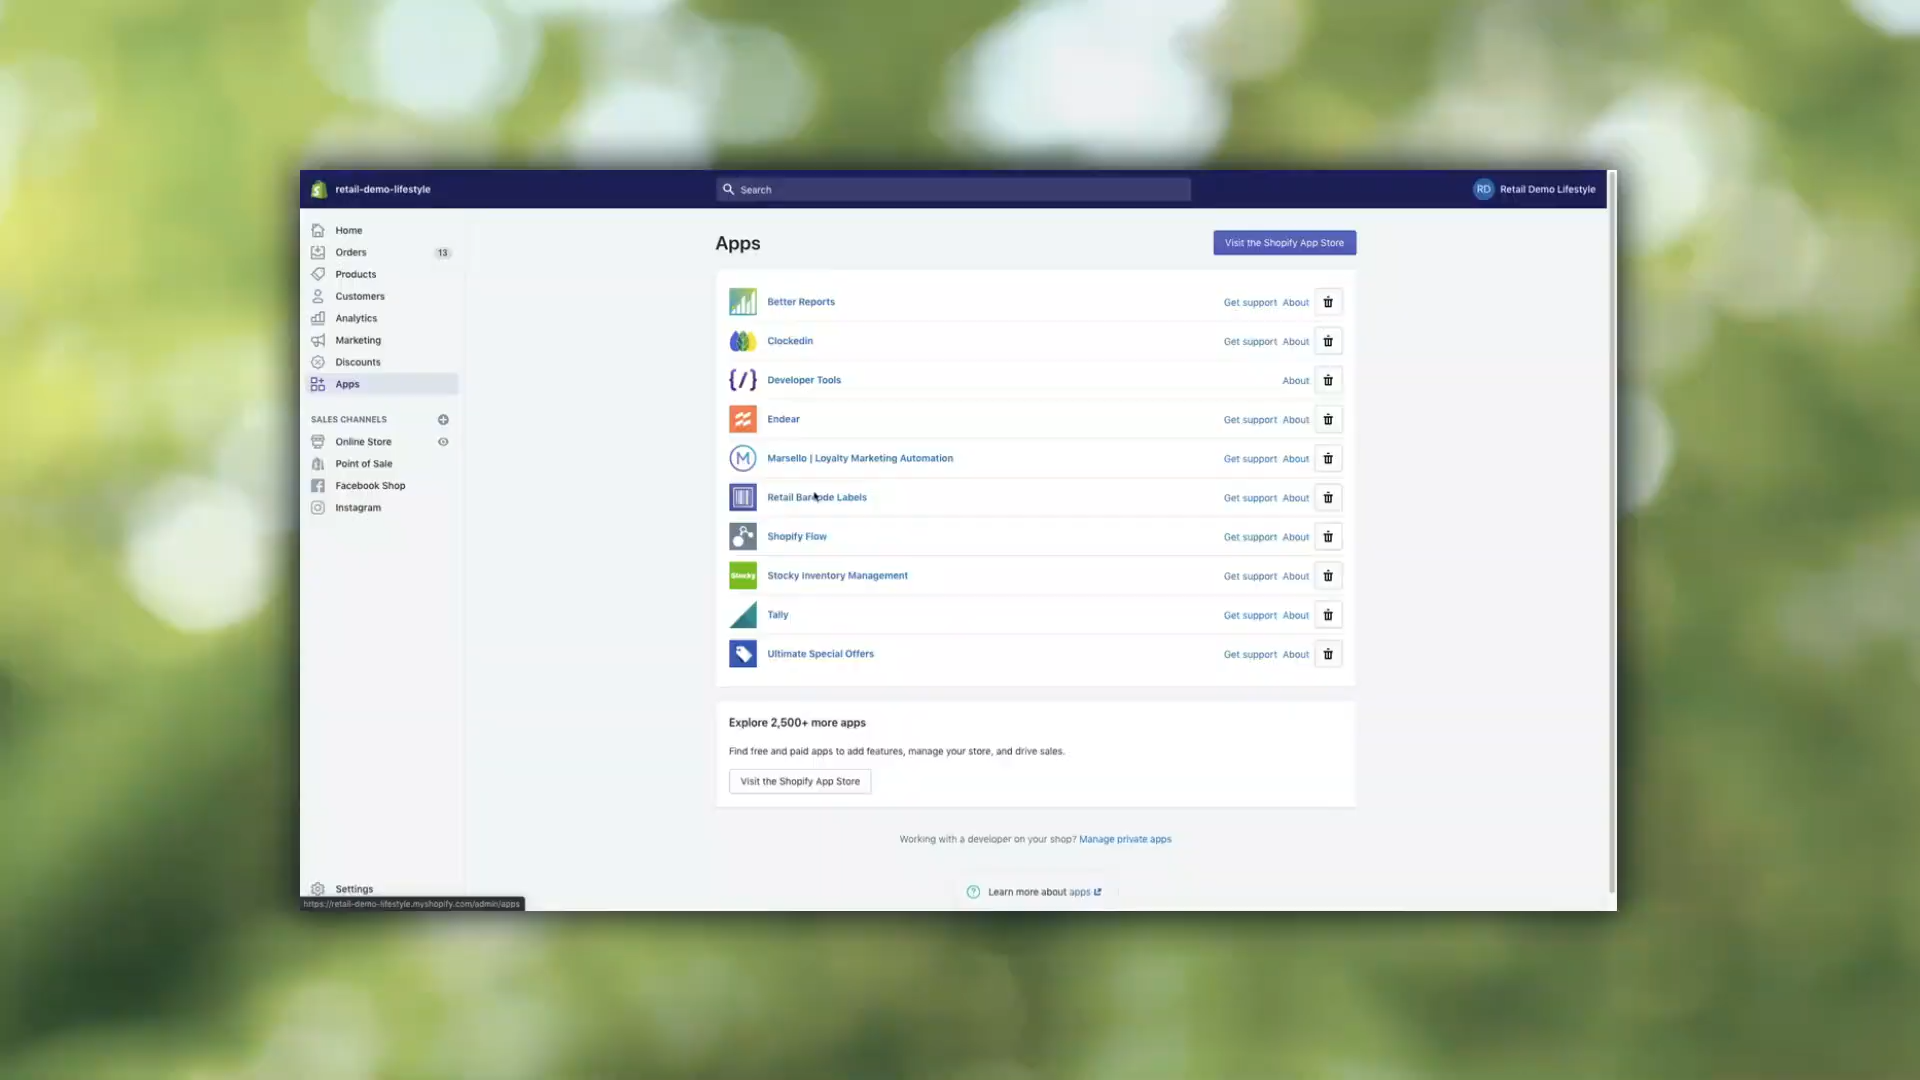 retail-demo-lifestyle
Search
RD Retail Demo Lifestyle
Home
Orders 13
Products
Customers
Analytics
Marketing
Discounts
Apps
SALES CHANNELS
Online Store
Point of Sale
Facebook Shop
Instagram
Settings
https://retail-demo-lifestyle.myshopify.com/admin/apps
Apps
Visit the Shopify App Store
Better Reports Get support About
Clockedin Get support About
{/} Developer Tools About
Endear Get support About
M Marsello | Loyalty Marketing Automation Get support About
Retail Barcode Labels Get support About
Shopify Flow Get support About
Stocky Stocky Inventory Management Get support About
Tally Get support About
Ultimate Special Offers Get support About
Explore 2,500+ more apps
Find free and paid apps to add features, manage your store, and drive sales.
Visit the Shopify App Store
Working with a developer on your shop? Manage private apps
Learn more about apps